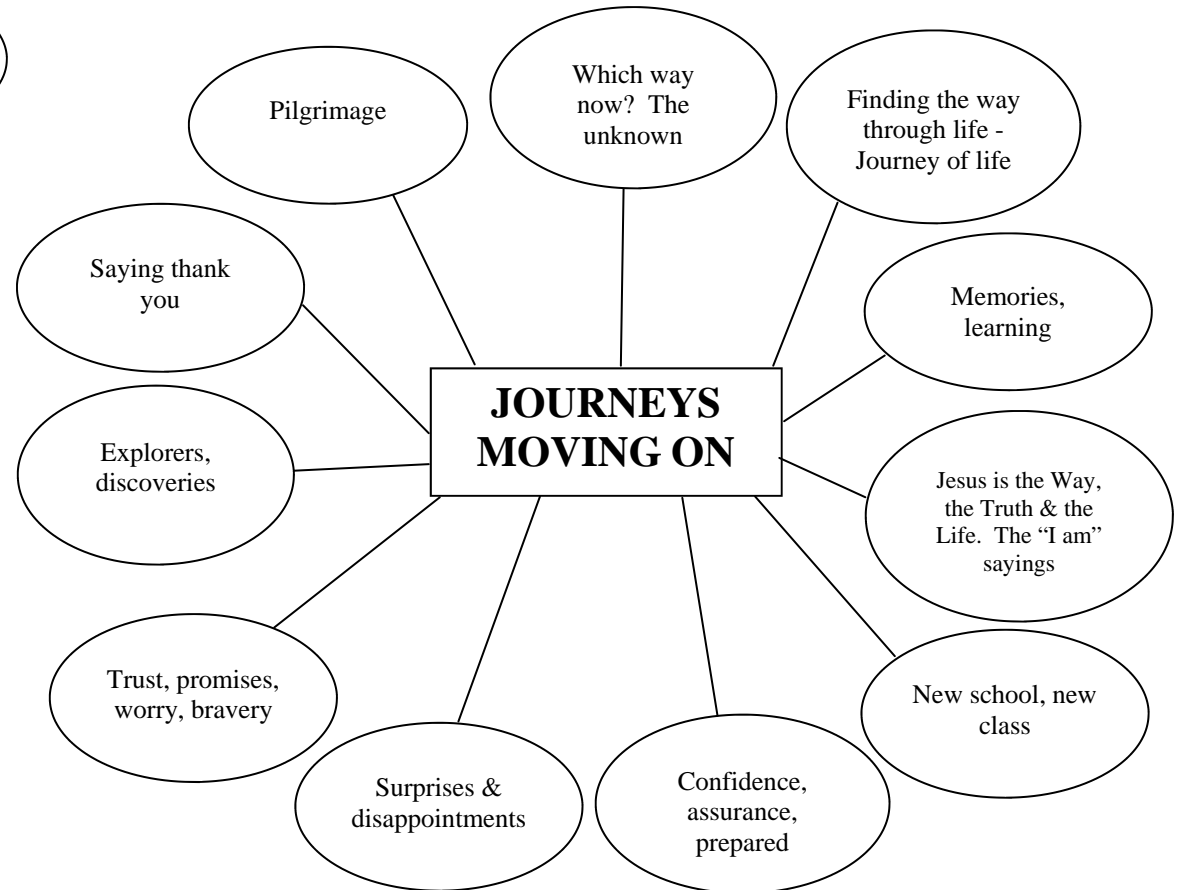 Pilgrimage
Which way
now?  The
unknown
Finding the way
through life -
Journey of life
Saying thank
you
Memories,
learning
JOURNEYS
MOVING ON
Explorers,
discoveries
Jesus is the Way,
the Truth & the
Life.  The “I am”
sayings
Trust, promises,
worry, bravery
New school, new
class
Surprises &
disappointments
Confidence,
assurance,
prepared